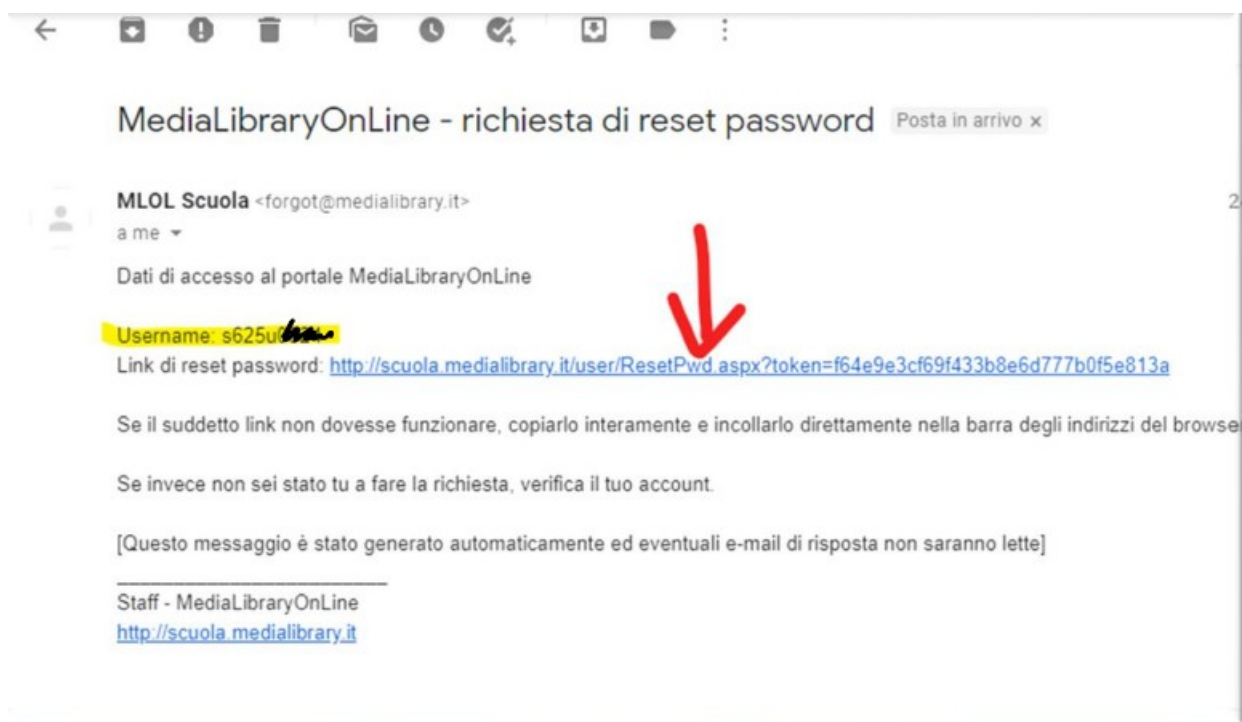 MediaLibraryOnLine - richiesta di reset password Posta in arrivo x
MLOL Scuola <forgot@medialibrary.it> 2
a me
Dati di accesso al portale MediaLibraryOnLine
Username:
Link di reset password: http://scuola.medialibrary.it/user/ResetPwd.aspx?token=f64e9e3cf69f433b8e6d777b0f5e813a
Se il suddetto link non dovesse funzionare, copiarlo interamente e incollarlo direttamente nella barra degli indirizzi del browse
Se invece non sei stato tu a fare la richiesta, verifica il tuo account.
[Questo messaggio è stato generato automaticamente ed eventuali e-mail di risposta non saranno lette]
Staff - MediaLibraryOnLine
http://scuola.medialibrary.it